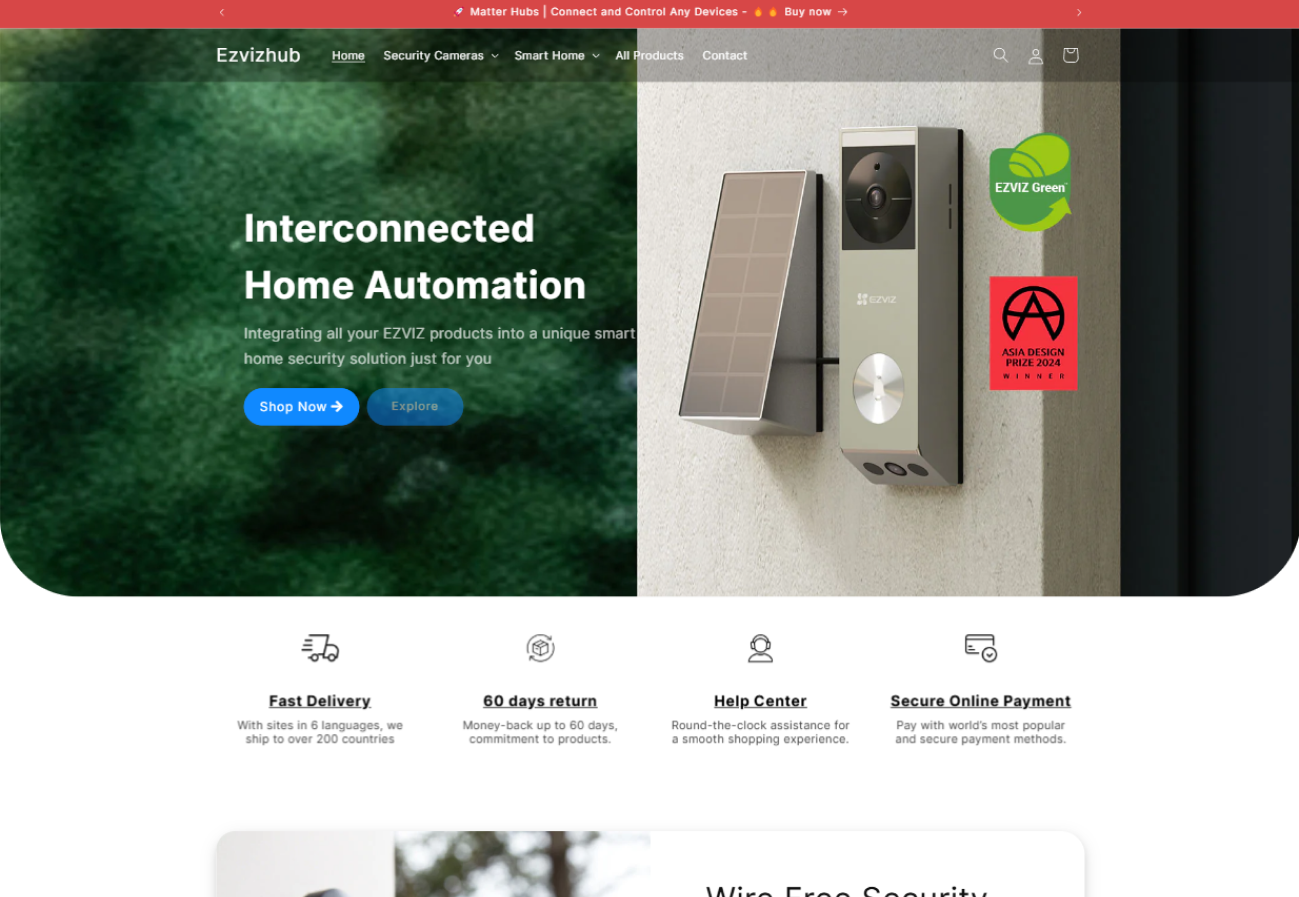 Matter Hubs | Connect and Control Any Devices - 🔥🔥 Buy now →
Ezvizhub
Home
Security Cameras
Smart Home
All Products
Contact
EZVIZ Green™
Interconnected
Home Automation
Integrating all your EZVIZ products into a unique smart
home security solution just for you
Shop Now →
Explore
EZVIZ
ASIA DESIGN
PRIZE 2024
WINNER
Fast Delivery
With sites in 6 languages, we
ship to over 200 countries
60 days return
Money-back up to 60 days,
commitment to products.
Help Center
Round-the-clock assistance for
a smooth shopping experience.
Secure Online Payment
Pay with world's most popular
and secure payment methods.
Wire-Free Security